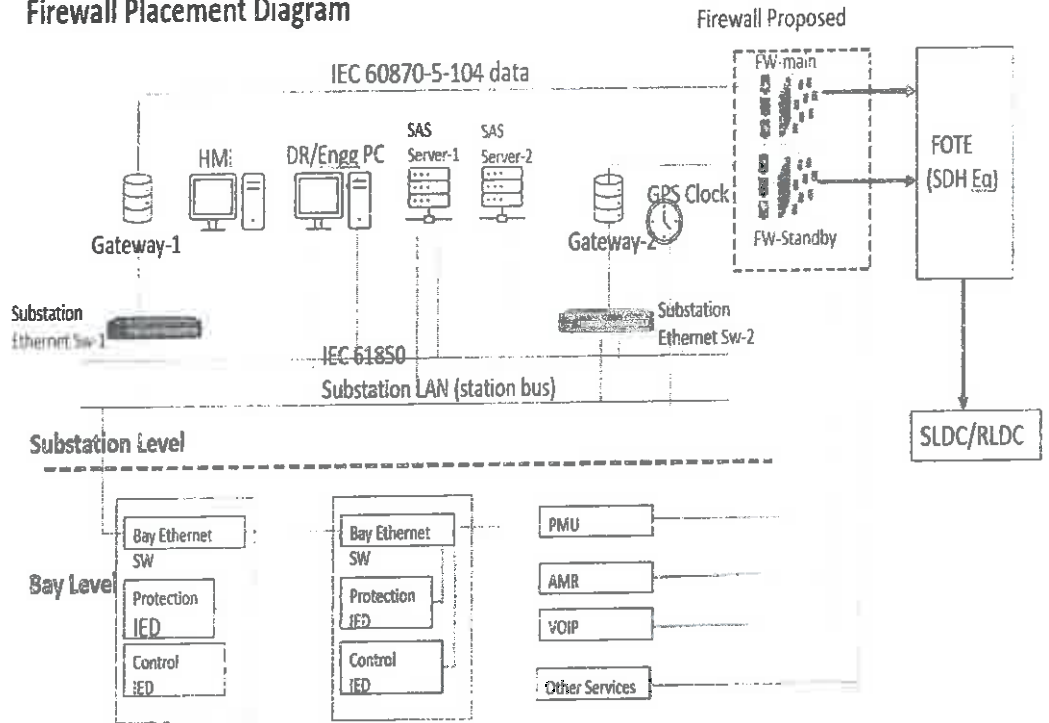 Firewall Placement Diagram
Firewall Proposed
IEC 60870-5-104 data
FW-main
HMI
DR/Engg PC
SAS
Server-1
SAS
Server-2
GPS Clock
FOTE
(SDH Eq)
Gateway-1
Gateway-2
FW-Standby
Substation
Ethernet Sw-1
Substation
Ethernet Sw-2
IEC 61850
Substation LAN (station bus)
SLDC/RLDC
Substation Level
Bay Ethernet
SW
Bay Ethernet
SW
PMU
Bay Level
Protection
IED
Protection
IED
AMR
VOIP
Control
IED
Control
IED
Other Services